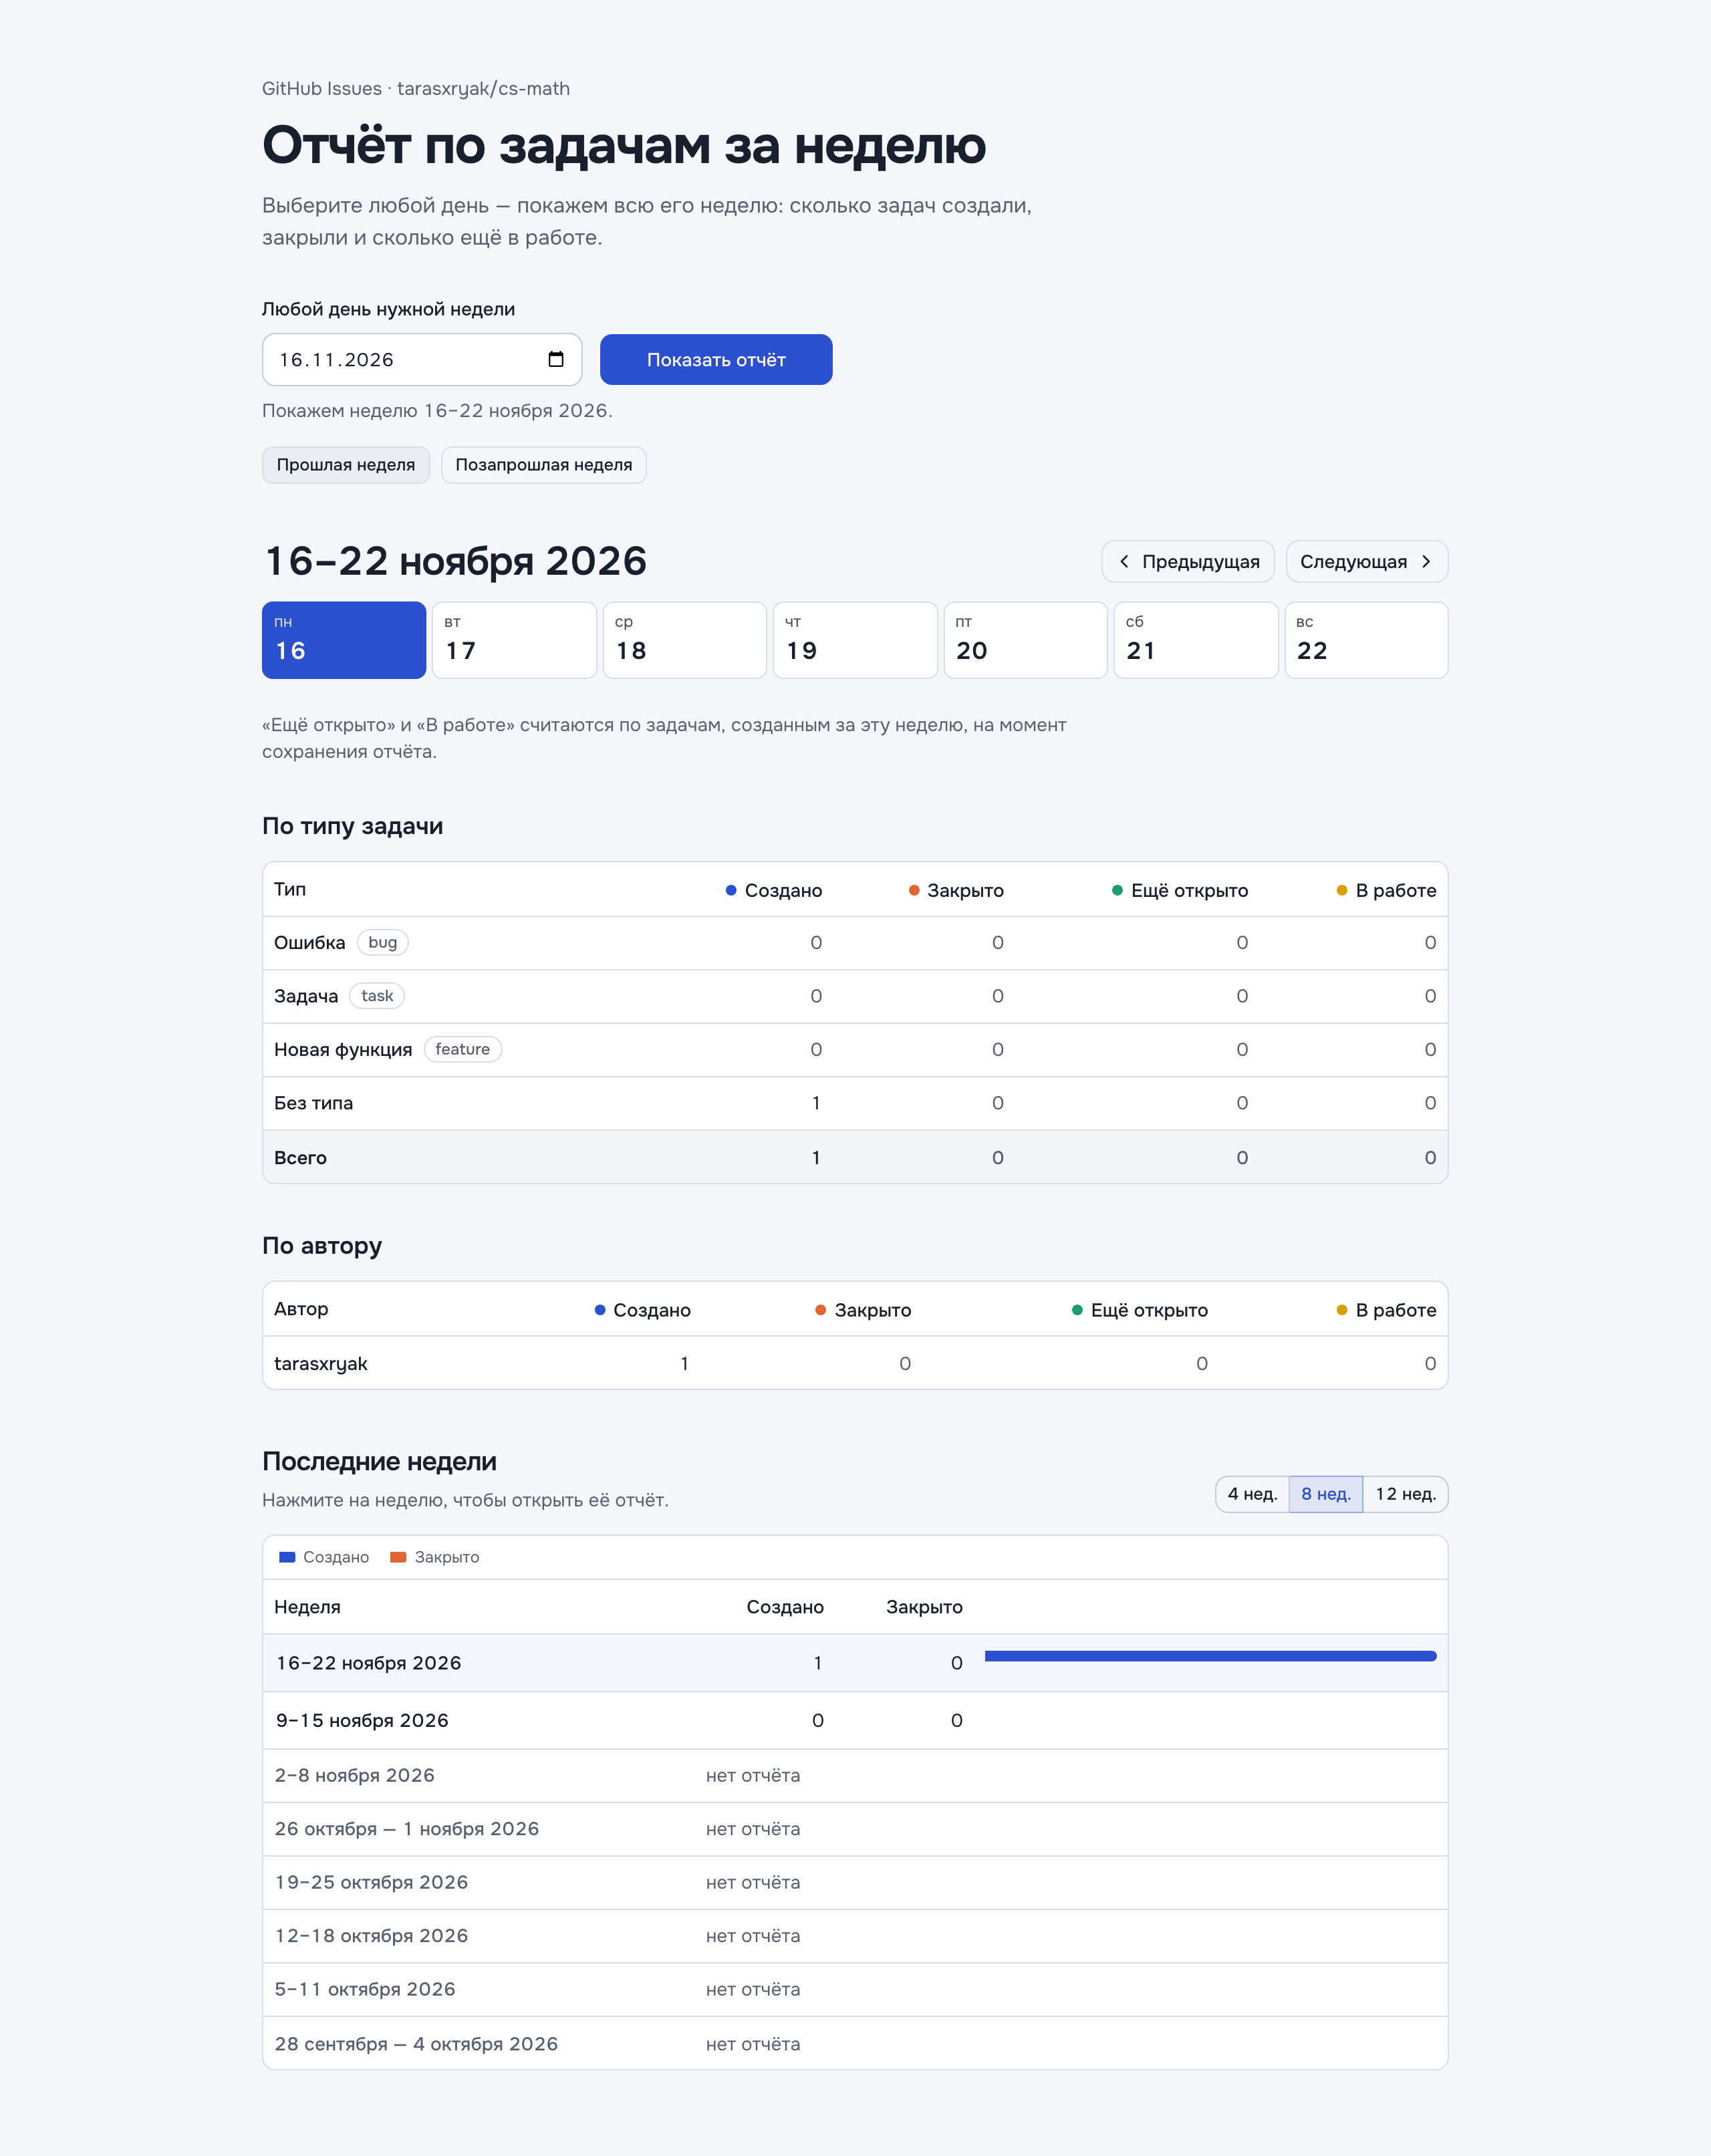 GitHub Issues · tarasxryak/cs-math
Отчёт по задачам за неделю
Выберите любой день — покажем всю его неделю: сколько задач создали,
закрыли и сколько ещё в работе.
Любой день нужной недели
16.11.2026
Показать отчёт
Покажем неделю 16–22 ноября 2026.
Прошлая неделя
Позапрошлая неделя
16–22 ноября 2026
Предыдущая
Следующая
пн вт ср чт пт сб вс
16 17 18 19 20 21 22
«Ещё открыто» и «В работе» считаются по задачам, созданным за эту неделю, на момент
сохранения отчёта.
По типу задачи
Тип Создано Закрыто Ещё открыто В работе
Ошибка bug 0 0 0 0
Задача task 0 0 0 0
Новая функция feature 0 0 0 0
Без типа 1 0 0 0
Всего 1 0 0 0
По автору
Автор Создано Закрыто Ещё открыто В работе
tarasxryak 1 0 0 0
Последние недели
Нажмите на неделю, чтобы открыть её отчёт.
4 нед. 8 нед. 12 нед.
Создано Закрыто
Неделя Создано Закрыто
16–22 ноября 2026 1 0
9–15 ноября 2026 0 0
2–8 ноября 2026 нет отчёта
26 октября — 1 ноября 2026 нет отчёта
19–25 октября 2026 нет отчёта
12–18 октября 2026 нет отчёта
5–11 октября 2026 нет отчёта
28 сентября — 4 октября 2026 нет отчёта